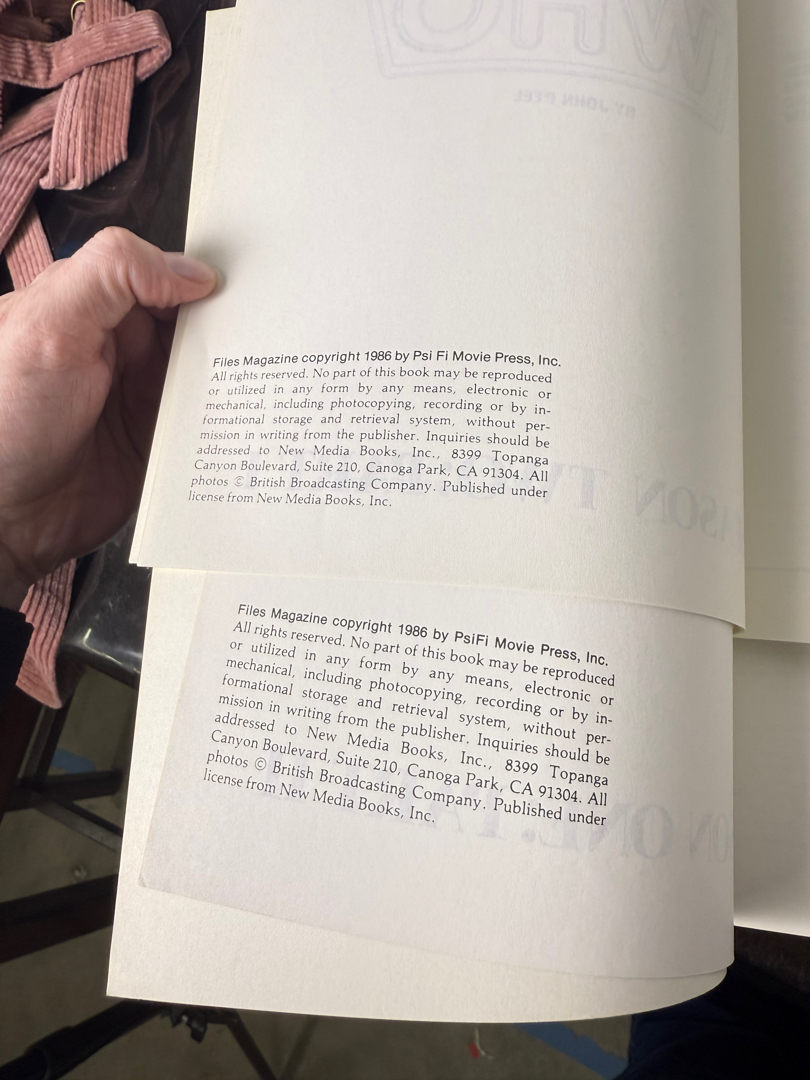 WHO
BY JOHN PEEL
Files Magazine copyright 1986 by Psi Fi Movie Press, Inc.
All rights reserved. No part of this book may be reproduced
or utilized in any form by any means, electronic or
mechanical, including photocopying, recording or by in-
formational storage and retrieval system, without per-
mission in writing from the publisher. Inquiries should be
addressed to New Media Books, Inc., 8399 Topanga
Canyon Boulevard, Suite 210, Canoga Park, CA 91304. All
photos © British Broadcasting Company. Published under
license from New Media Books, Inc.
Files Magazine copyright 1986 by PsiFi Movie Press, Inc.
All rights reserved. No part of this book may be reproduced
or utilized in any form by any means, electronic or
mechanical, including photocopying, recording or by in-
formational storage and retrieval system, without per-
mission in writing from the publisher. Inquiries should be
addressed to New Media Books, Inc., 8399 Topanga
Canyon Boulevard, Suite 210, Canoga Park, CA 91304. All
photos © British Broadcasting Company. Published under
license from New Media Books, Inc.